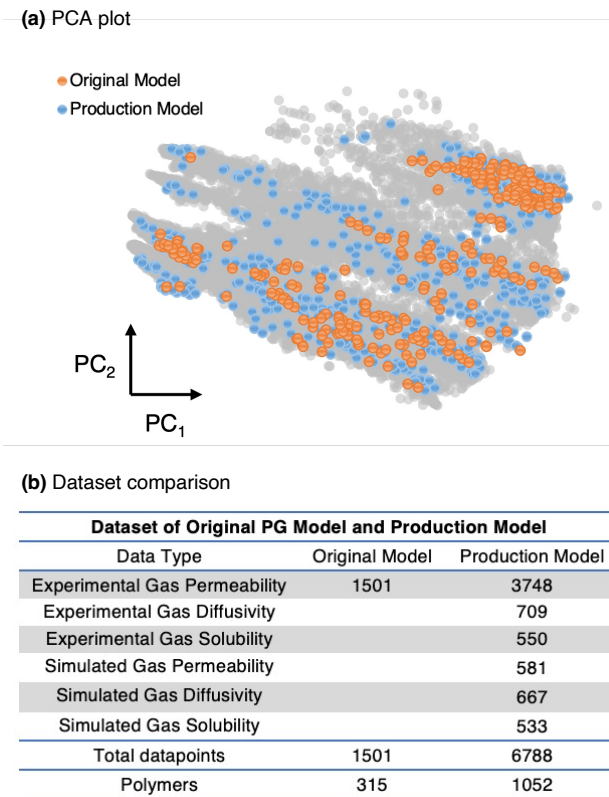 (a) PCA plot
Original Model
Production Model
PC2
PC1
(b) Dataset comparison
Dataset of Original PG Model and Production Model
Data Type Original Model Production Model
Experimental Gas Permeability 1501 3748
Experimental Gas Diffusivity 709
Experimental Gas Solubility 550
Simulated Gas Permeability 581
Simulated Gas Diffusivity 667
Simulated Gas Solubility 533
Total datapoints 1501 6788
Polymers 315 1052